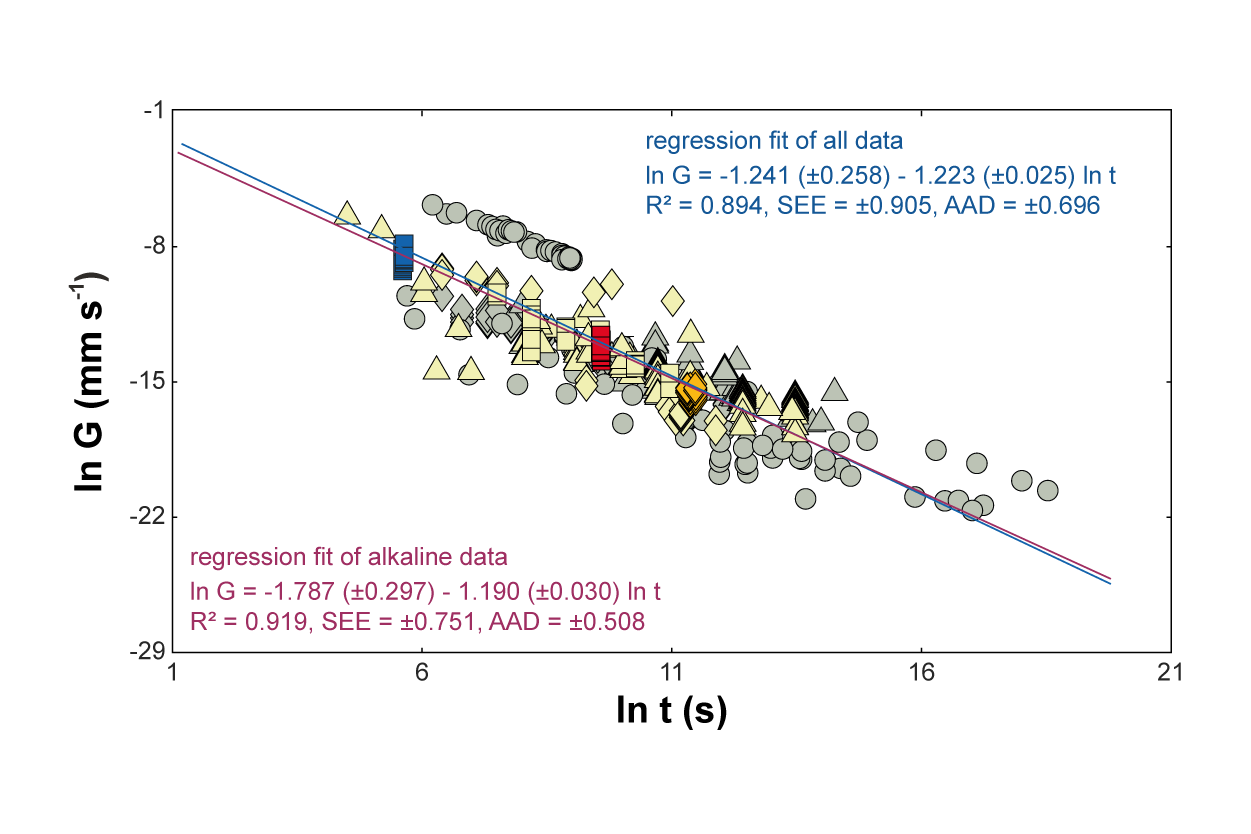 -1
regression fit of all data
ln G = -1.241 (±0.258) - 1.223 (±0.025) ln t
R² = 0.894, SEE = ±0.905, AAD = ±0.696
-8
ln G (mm s-1)
-15
-22
regression fit of alkaline data
ln G = -1.787 (±0.297) - 1.190 (±0.030) ln t
R² = 0.919, SEE = ±0.751, AAD = ±0.508
-29
1 6 11 16 21
ln t (s)